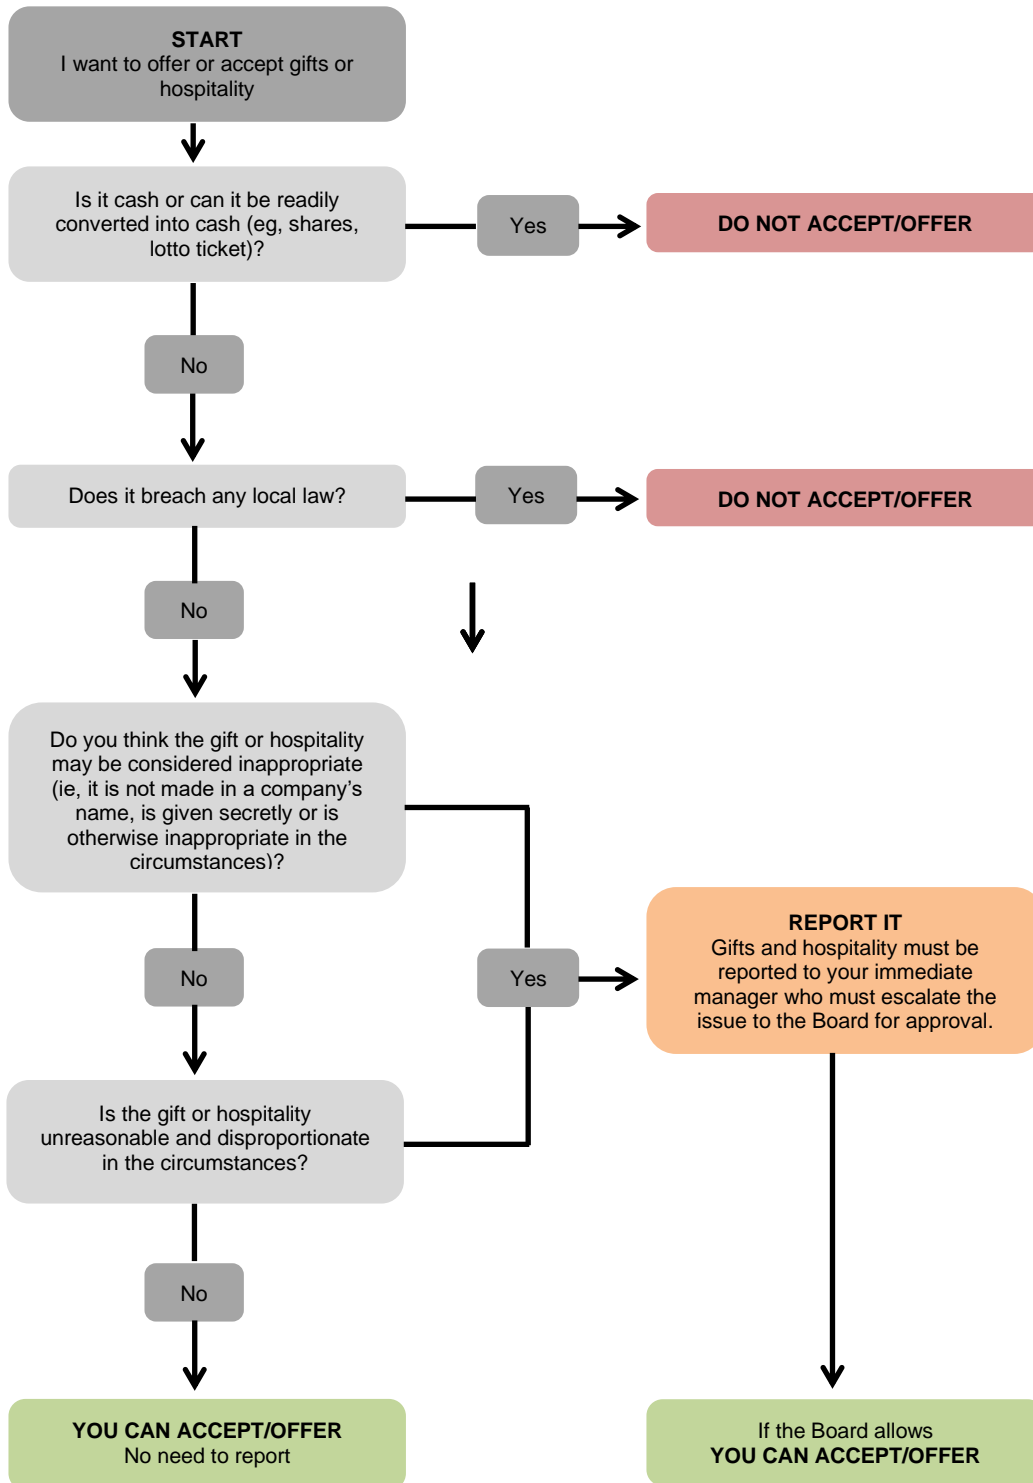 START
I want to offer or accept gifts or
hospitality
Is it cash or can it be readily
converted into cash (eg, shares,
lotto ticket)?
Yes
DO NOT ACCEPT/OFFER
No
Does it breach any local law?
Yes
DO NOT ACCEPT/OFFER
No
Do you think the gift or hospitality
may be considered inappropriate
(ie, it is not made in a company’s
name, is given secretly or is
otherwise inappropriate in the
circumstances)?
REPORT IT
Gifts and hospitality must be
reported to your immediate
manager who must escalate the
issue to the Board for approval.
No
Yes
Is the gift or hospitality
unreasonable and disproportionate
in the circumstances?
No
YOU CAN ACCEPT/OFFER
No need to report
If the Board allows
YOU CAN ACCEPT/OFFER